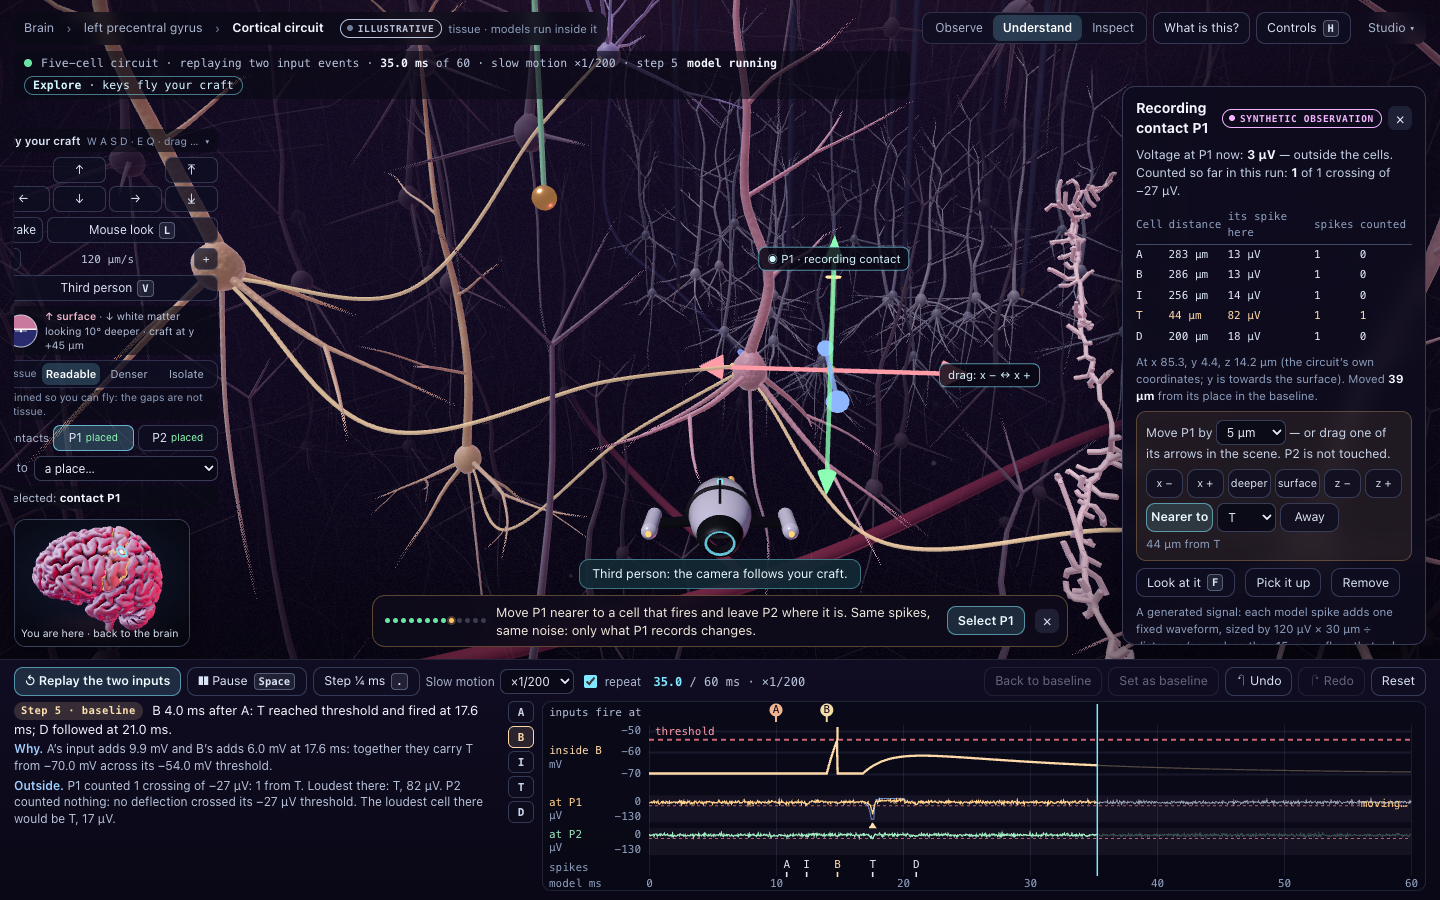 Brain › left precentral gyrus › Cortical circuit ILLUSTRATIVE tissue · models run inside it
Observe Understand Inspect What is this? Controls H Studio ▾
Five-cell circuit · replaying two input events · 35.0 ms of 60 · slow motion ×1/200 · step 5 model running
Explore · keys fly your craft
y your craft W A S D · E Q · drag … ▾
↑ ⤒
← ↓ → ⤓
rake Mouse look L
120 µm/s +
Third person V
↑ surface · ↓ white matter
looking 10° deeper · craft at y
+45 µm
ssue Readable Denser Isolate
inned so you can fly: the gaps are not
tissue.
ontacts P1 placed P2 placed
to a place…
elected: contact P1
You are here · back to the brain
P1 · recording contact
drag: x − ↔ x +
Third person: the camera follows your craft.
Move P1 nearer to a cell that fires and leave P2 where it is. Same spikes,
same noise: only what P1 records changes.
Select P1 ×
Recording
contact P1
SYNTHETIC OBSERVATION ×
Voltage at P1 now: 3 µV — outside the cells.
Counted so far in this run: 1 of 1 crossing of
−27 µV.
Cell distance its spike here spikes counted
A 283 µm 13 µV 1 0
B 286 µm 13 µV 1 0
I 256 µm 14 µV 1 0
T 44 µm 82 µV 1 1
D 200 µm 18 µV 1 0
At x 85.3, y 4.4, z 14.2 µm (the circuit's own
coordinates; y is towards the surface). Moved 39
µm from its place in the baseline.
Move P1 by 5 µm — or drag one of
its arrows in the scene. P2 is not touched.
x − x + deeper surface z − z +
Nearer to T Away
44 µm from T
Look at it F Pick it up Remove
A generated signal: each model spike adds one
fixed waveform, sized by 120 µV × 30 µm ÷
Replay the two inputs Pause Space Step ¼ ms . Slow motion ×1/200 repeat 35.0 / 60 ms · ×1/200
Back to baseline Set as baseline Undo Redo Reset
Step 5 · baseline B 4.0 ms after A: T reached threshold and fired at 17.6
ms; D followed at 21.0 ms.
Why. A's input adds 9.9 mV and B's adds 6.0 mV at 17.6 ms: together they carry T
from −70.0 mV across its −54.0 mV threshold.
Outside. P1 counted 1 crossing of −27 µV: 1 from T. Loudest there: T, 82 µV. P2
counted nothing: no deflection crossed its −27 µV threshold. The loudest cell there
would be T, 17 µV.
A
B
I
T
D
inputs fire at A B
−50 threshold
inside B −60
mV
−70
at P1 0 moving…
µV −130
at P2 0
µV −130
spikes A I B T D
model ms 0 10 20 30 40 50 60